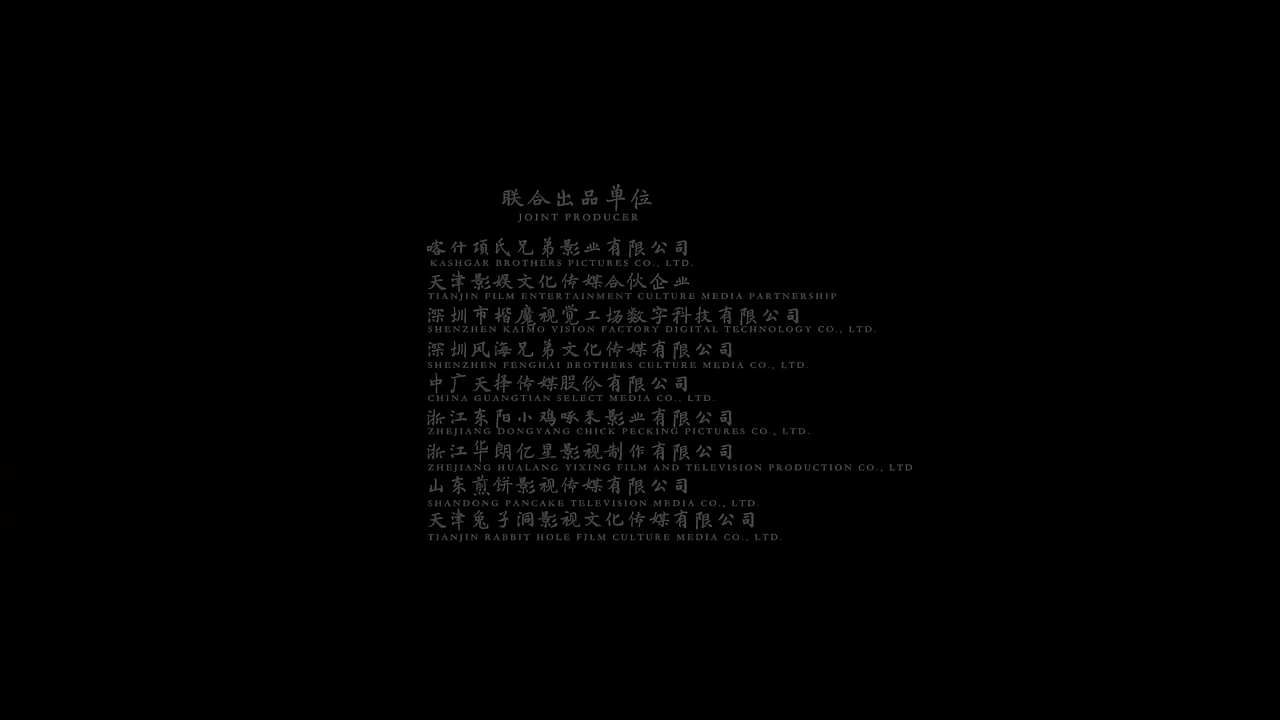 联合出品单位
JOINT PRODUCER
喀什项氏兄弟影业有限公司
KASHGAR BROTHERS PICTURES CO., LTD.
天津影娱文化传媒合伙企业
TIANJIN FILM ENTERTAINMENT CULTURE MEDIA PARTNERSHIP
深圳市楷魔视觉工场数字科技有限公司
SHENZHEN KAIMO VISION FACTORY DIGITAL TECHNOLOGY CO., LTD.
深圳风海兄弟文化传媒有限公司
SHENZHEN FENGHAI BROTHERS CULTURE MEDIA CO., LTD.
中广天择传媒股份有限公司
CHINA GUANGTIAN SELECT MEDIA CO., LTD.
浙江东阳小鸡啄米影业有限公司
ZHEJIANG DONGYANG CHICK PECKING PICTURES CO., LTD.
浙江华朗亿星影视制作有限公司
ZHEJIANG HUALANG YIXING FILM AND TELEVISION PRODUCTION CO., LTD
山东煎饼影视传媒有限公司
SHANDONG PANCAKE TELEVISION MEDIA CO., LTD.
天津兔子洞影视文化传媒有限公司
TIANJIN RABBIT HOLE FILM CULTURE MEDIA CO., LTD.